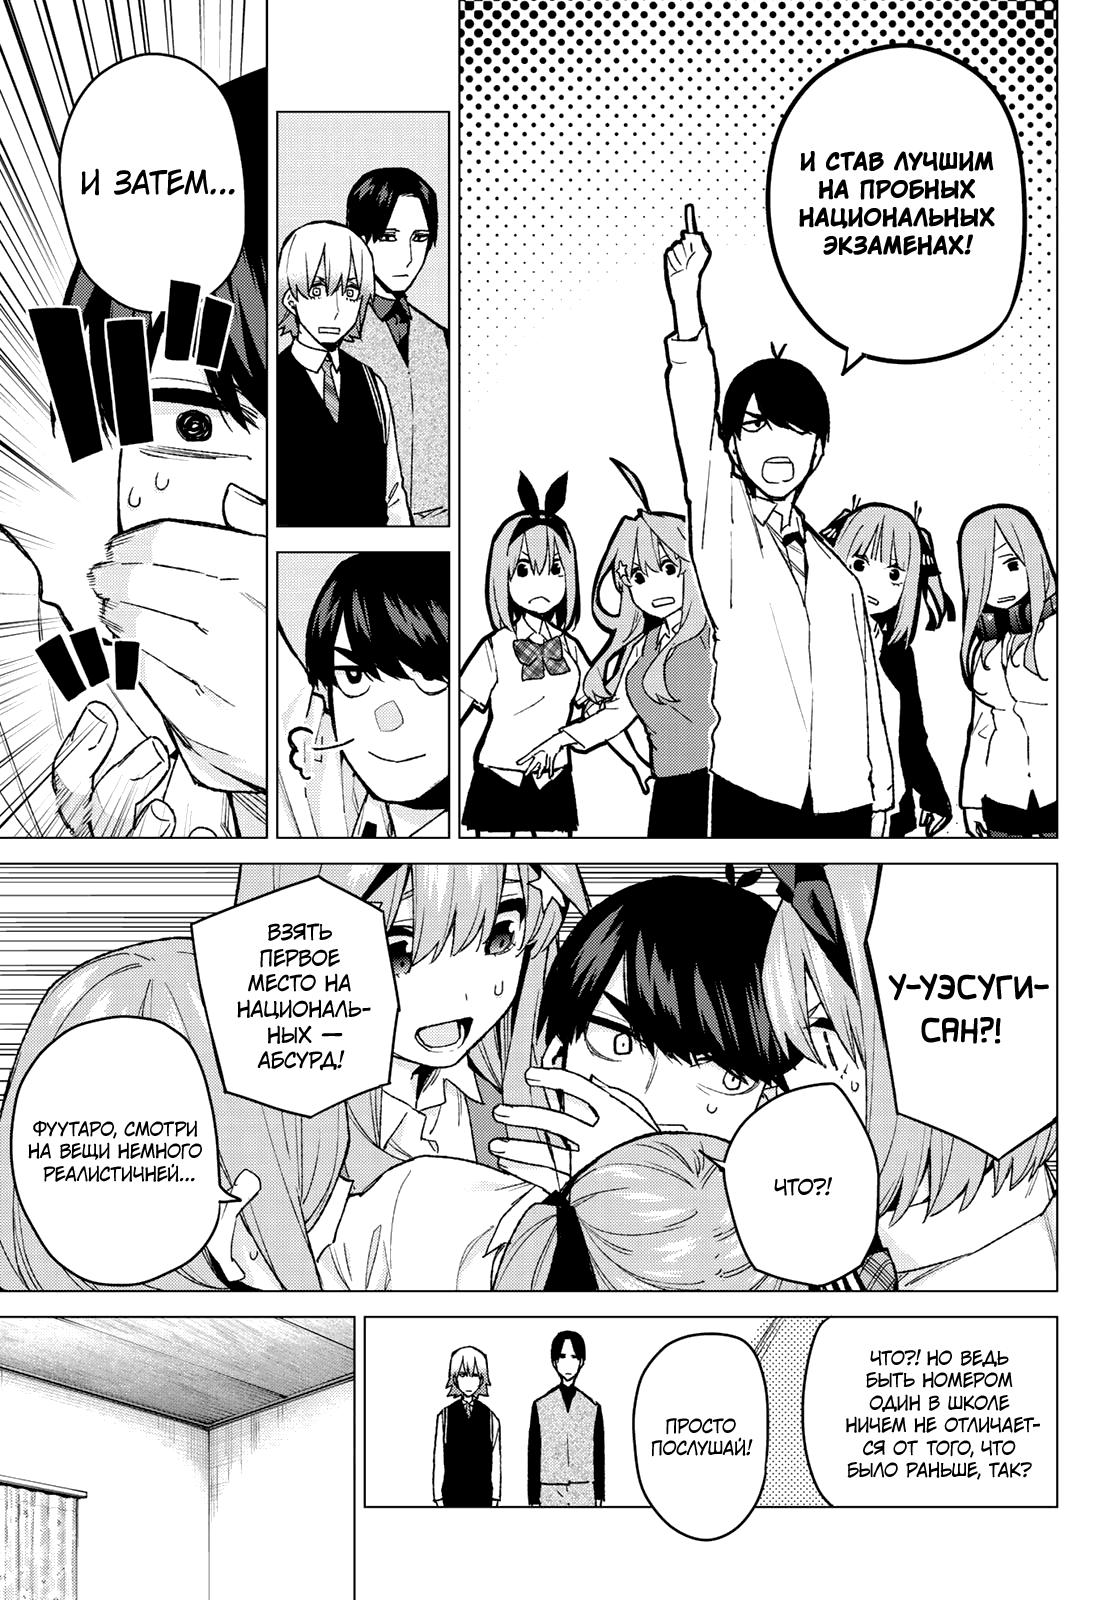 И ЗАТЕМ...
И СТАВ ЛУЧШИМ
НА ПРОБНЫХ
НАЦИОНАЛЬНЫХ
ЭКЗАМЕНАХ!
У-УЭСУГИ-
САН?!
ВЗЯТЬ
ПЕРВОЕ
МЕСТО НА
НАЦИОНАЛЬ-
НЫХ —
АБСУРД!
ФУУТАРО, СМОТРИ
НА ВЕЩИ НЕМНОГО
РЕАЛИСТИЧНЕЙ...
ЧТО?!
ЧТО?! НО ВЕДЬ
БЫТЬ НОМЕРОМ
ОДИН В ШКОЛЕ
НИЧЕМ НЕ ОТЛИЧАЕТ-
СЯ ОТ ТОГО, ЧТО
БЫЛО РАНЬШЕ, ТАК?
ПРОСТО
ПОСЛУШАЙ!